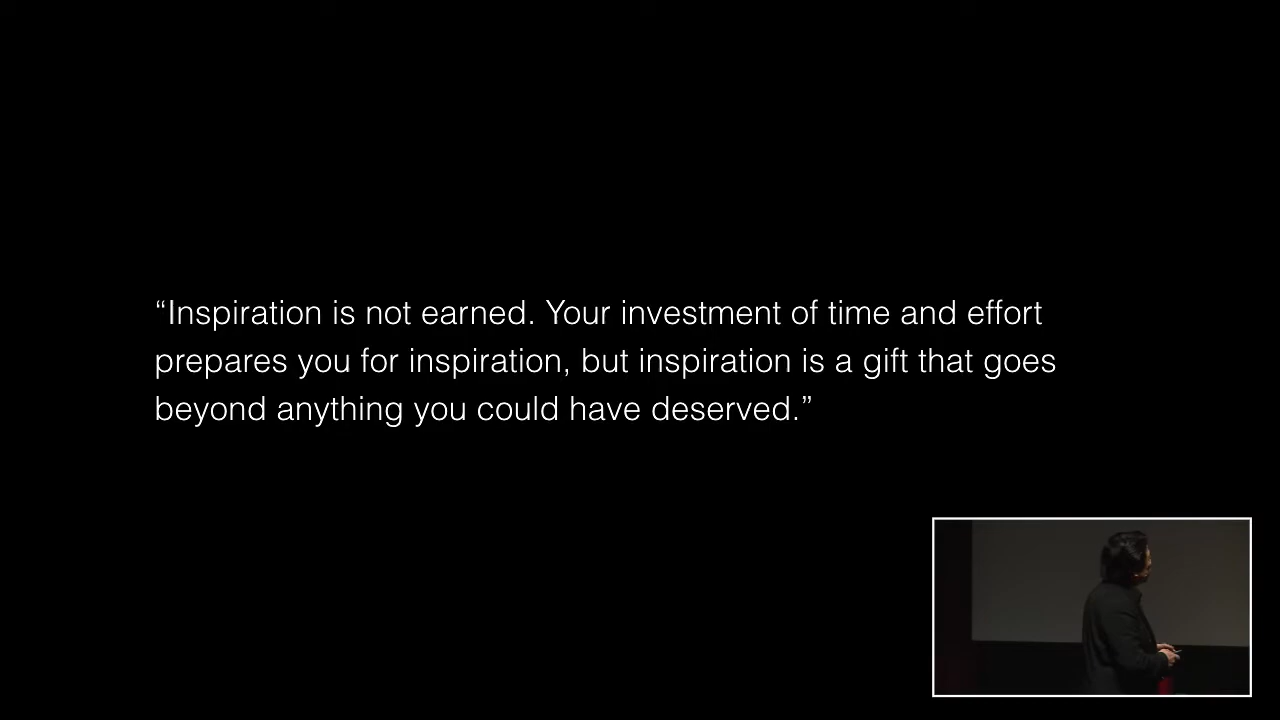 “Inspiration is not earned. Your investment of time and effort
prepares you for inspiration, but inspiration is a gift that goes
beyond anything you could have deserved.”